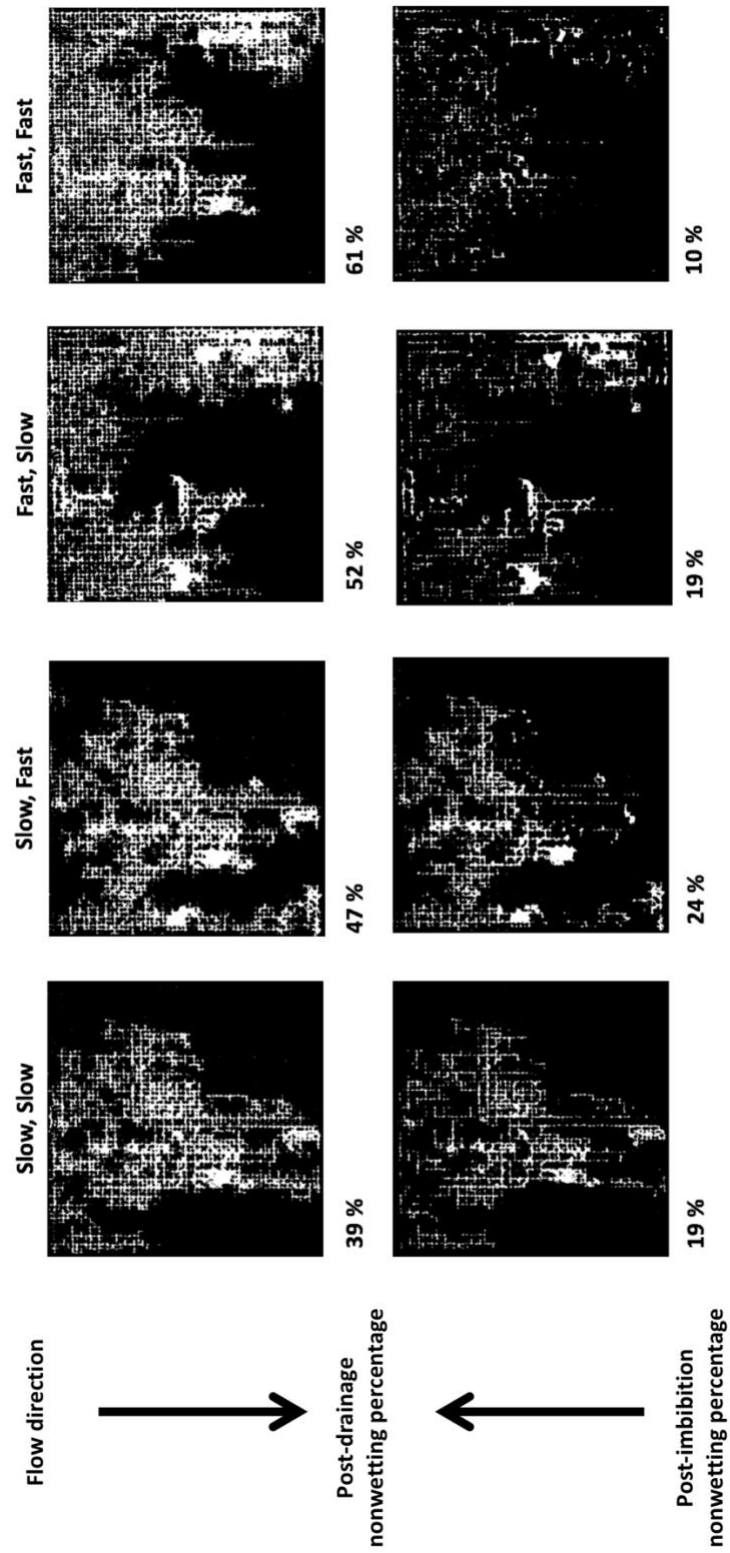 Flow direction
Slow, Slow
Slow, Fast
Fast, Slow
Fast, Fast
Post-drainage
nonwetting percentage
39 %
47 %
52 %
61 %
Post-imbibition
nonwetting percentage
19 %
24 %
19 %
10 %